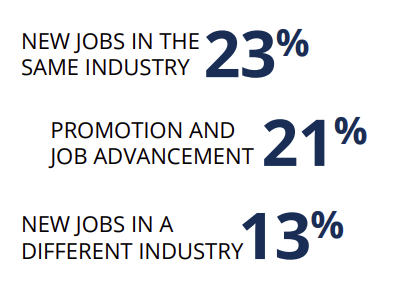 NEW JOBS IN THE
SAME INDUSTRY 23%
PROMOTION AND
JOB ADVANCEMENT 21%
NEW JOBS IN A
DIFFERENT INDUSTRY 13%